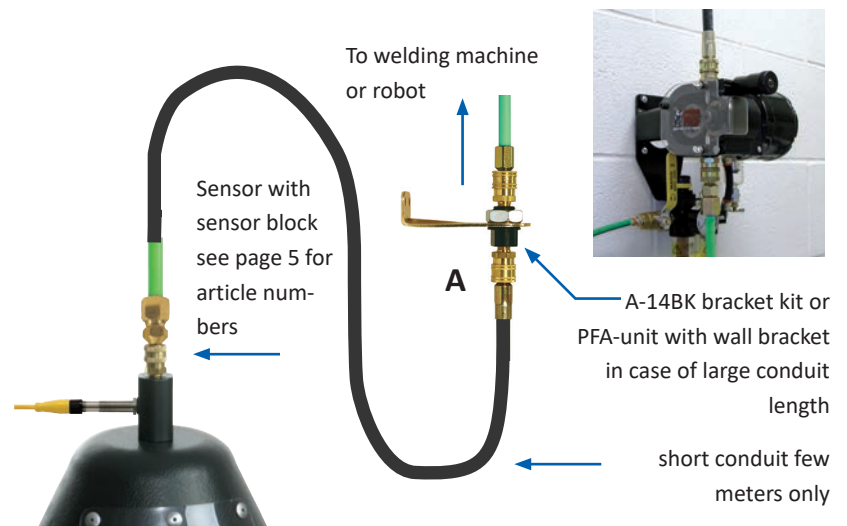 To welding machine
or robot
Sensor with
sensor block
see page 5 for
article num-
bers
A
A-14BK bracket kit or
PFA-unit with wall bracket
in case of large conduit
length
short conduit few
meters only